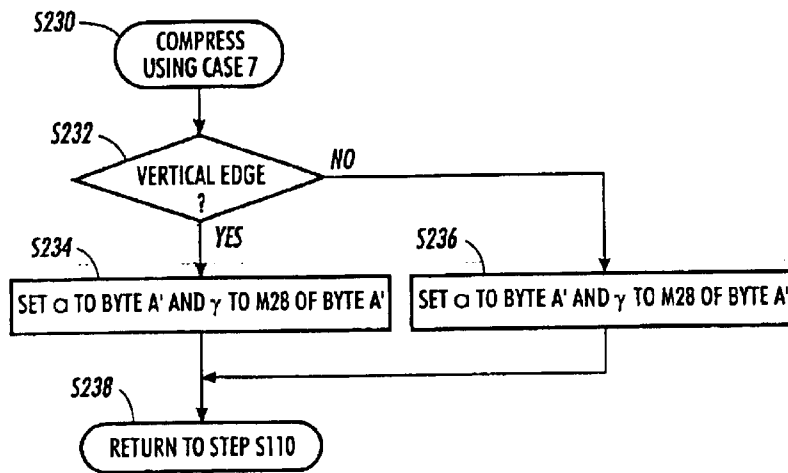 S230
COMPRESS
USING CASE 7
S232
VERTICAL EDGE
?
NO
YES
S234
SET α TO BYTE A' AND γ TO M28 OF BYTE A'
S236
SET α TO BYTE A' AND γ TO M28 OF BYTE A'
S238
RETURN TO STEP S110